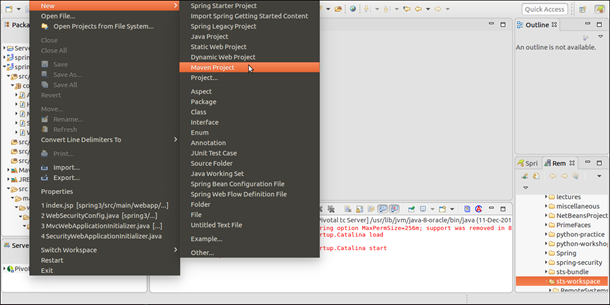 New
Open File...
Open Projects from File System...
Close
Close All
Save
Save As...
Save All
Revert
Move...
Rename...
Refresh
Convert Line Delimiters To
Print...
Import...
Export...
Properties
1 index.jsp [spring3/src/main/webapp/...
2 WebSecurityConfig.java [spring3/...
3 MvcWebApplicationInitializer.java [...
4 SecurityWebApplicationInitializer.java
Switch Workspace
Restart
Exit
Spring Starter Project
Import Spring Getting Started Content
Spring Legacy Project
Java Project
Static Web Project
Dynamic Web Project
Maven Project
Project...
Aspect
Package
Class
Interface
Enum
Annotation
JUnit Test Case
Source Folder
Java Working Set
Spring Bean Configuration File
Spring Web Flow Definition File
Folder
File
Untitled Text File
Example...
Other...
Quick Access
Outline
An outline is not available.
Spri
Rem
lectures
miscellaneous
NetBeansProject
PrimeFaces
python-practice
python-worksho
Spring
spring-security
sts-bundle
sts-workspace
RemoteSystems
Pivotal tc Server] /usr/lib/jvm/java-8-oracle/bin/java (11-Dec-201
ring option MaxPermSize=256m; support was removed in 8
rtup.Catalina load
rtup.Catalina start
Packa
Serve
spring
src/
co
src/
src/
src/
Mav
JRE
src
m
Serve
Pivot